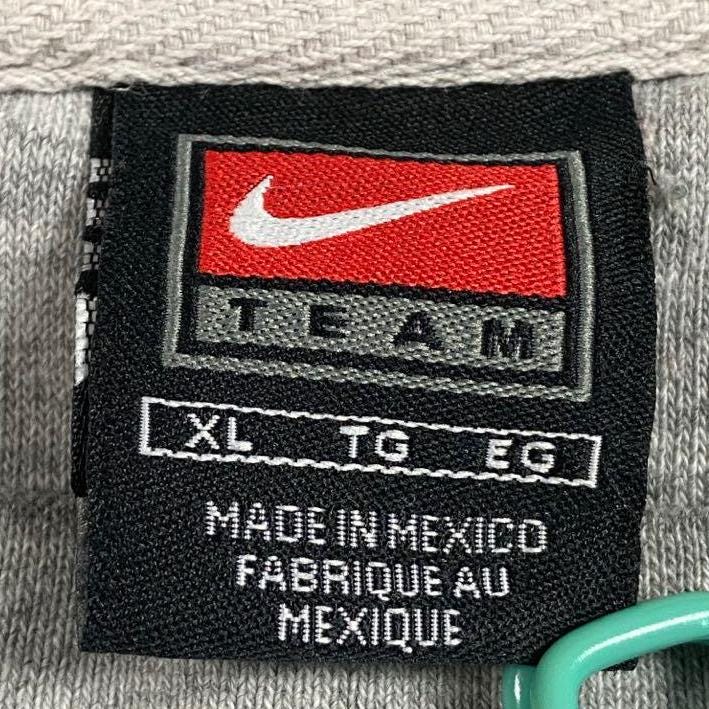 TEAM
XL TG EG
MADE IN MEXICO
FABRIQUE AU
MEXIQUE